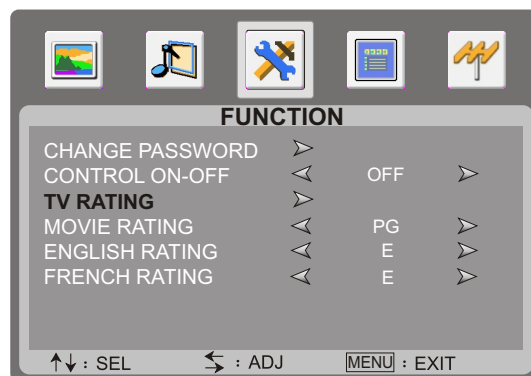 FUNCTION
CHANGE PASSWORD
CONTROL ON-OFF OFF
TV RATING
MOVIE RATING PG
ENGLISH RATING E
FRENCH RATING E
: SEL : ADJ MENU : EXIT